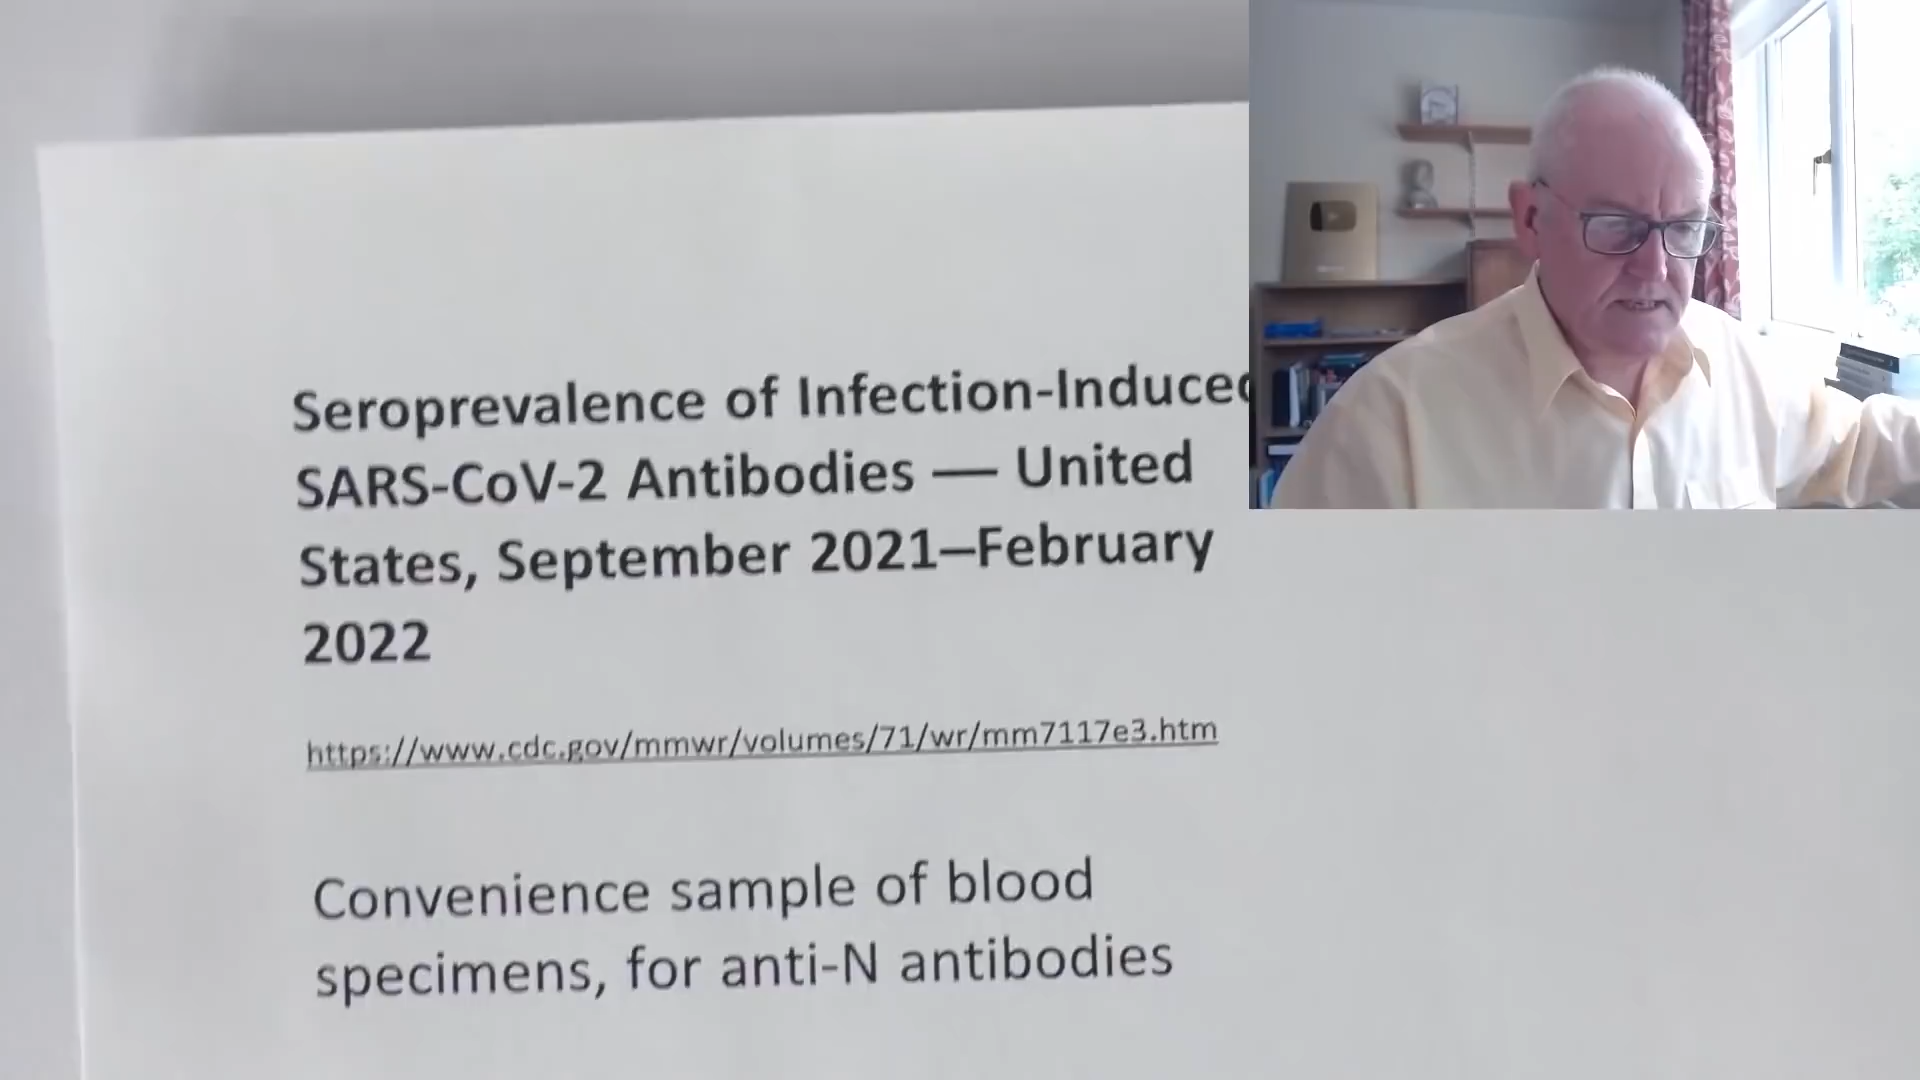 Seroprevalence of Infection-Induced
SARS-CoV-2 Antibodies — United
States, September 2021–February
2022
https://www.cdc.gov/mmwr/volumes/71/wr/mm7117e3.htm
Convenience sample of blood
specimens, for anti-N antibodies